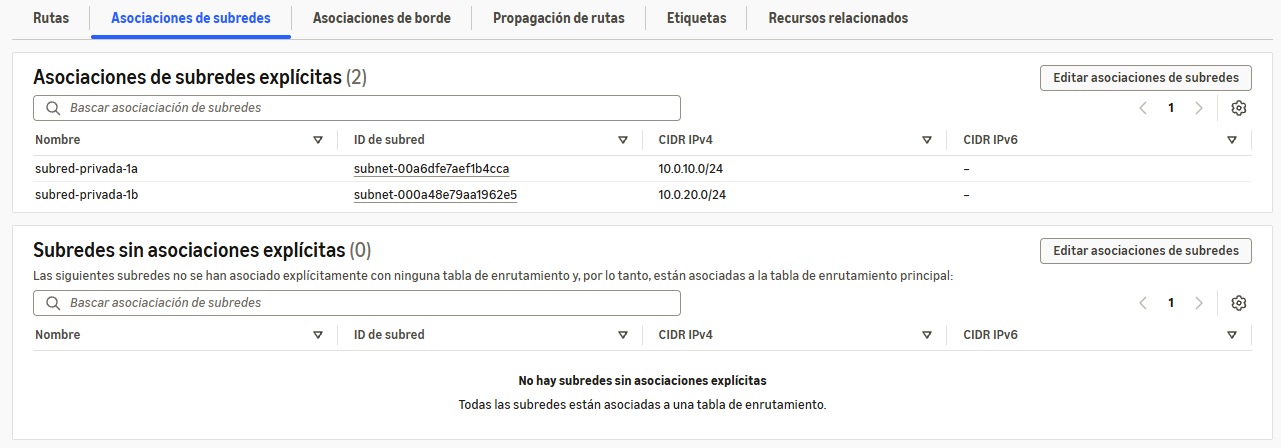 Rutas
Asociaciones de subredes
Asociaciones de borde
Propagación de rutas
Etiquetas
Recursos relacionados
Asociaciones de subredes explícitas (2)
Editar asociaciones de subredes
Bascar asociaciación de subredes
1
Nombre
ID de subred
CIDR IPv4
CIDR IPv6
subred-privada-1a
subnet-00a6dfe7aef1b4cca
10.0.10.0/24
–
subred-privada-1b
subnet-000a48e79aa1962e5
10.0.20.0/24
–
Subredes sin asociaciones explícitas (0)
Editar asociaciones de subredes
Las siguientes subredes no se han asociado explícitamente con ninguna tabla de enrutamiento y, por lo tanto, están asociadas a la tabla de enrutamiento principal:
Bascar asociaciación de subredes
1
Nombre
ID de subred
CIDR IPv4
CIDR IPv6
No hay subredes sin asociaciones explícitas
Todas las subredes están asociadas a una tabla de enrutamiento.